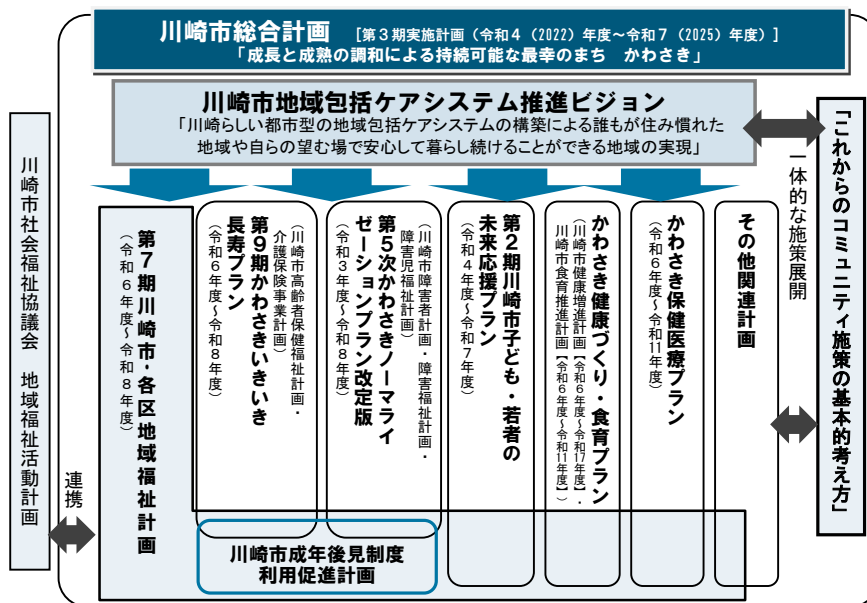 川崎市総合計画 [第3期実施計画（令和4（2022）年度～令和7（2025）年度）]
「成長と成熟の調和による持続可能な最幸のまち かわさき」
川崎市地域包括ケアシステム推進ビジョン
「川崎らしい都市型の地域包括ケアシステムの構築による誰もが住み慣れた
地域や自らの望む場で安心して暮らし続けることができる地域の実現」
「これからのコミュニティ施策の基本的考え方」
一体的な施策展開
その他関連計画
かわさき保健医療プラン
（令和6年度～令和11年度）
かわさき健康づくり・食育プラン
（川崎市健康増進計画【令和6年度～令和17年度】・
川崎市食育推進計画【令和6年度～令和11年度】）
第2期川崎市子ども・若者の
未来応援プラン
（令和4年度～令和7年度）
（川崎市障害者計画・障害福祉計画・
障害児福祉計画）
第5次かわさきノーマライ
ゼーションプラン改定版
（令和3年度～令和8年度）
（川崎市高齢者保健福祉計画・
介護保険事業計画）
第9期かわさきいきいき
長寿プラン
（令和6年度～令和8年度）
第7期川崎市・各区地域福祉計画
（令和6年度～令和8年度）
川崎市成年後見制度
利用促進計画
連携
川崎市社会福祉協議会 地域福祉活動計画